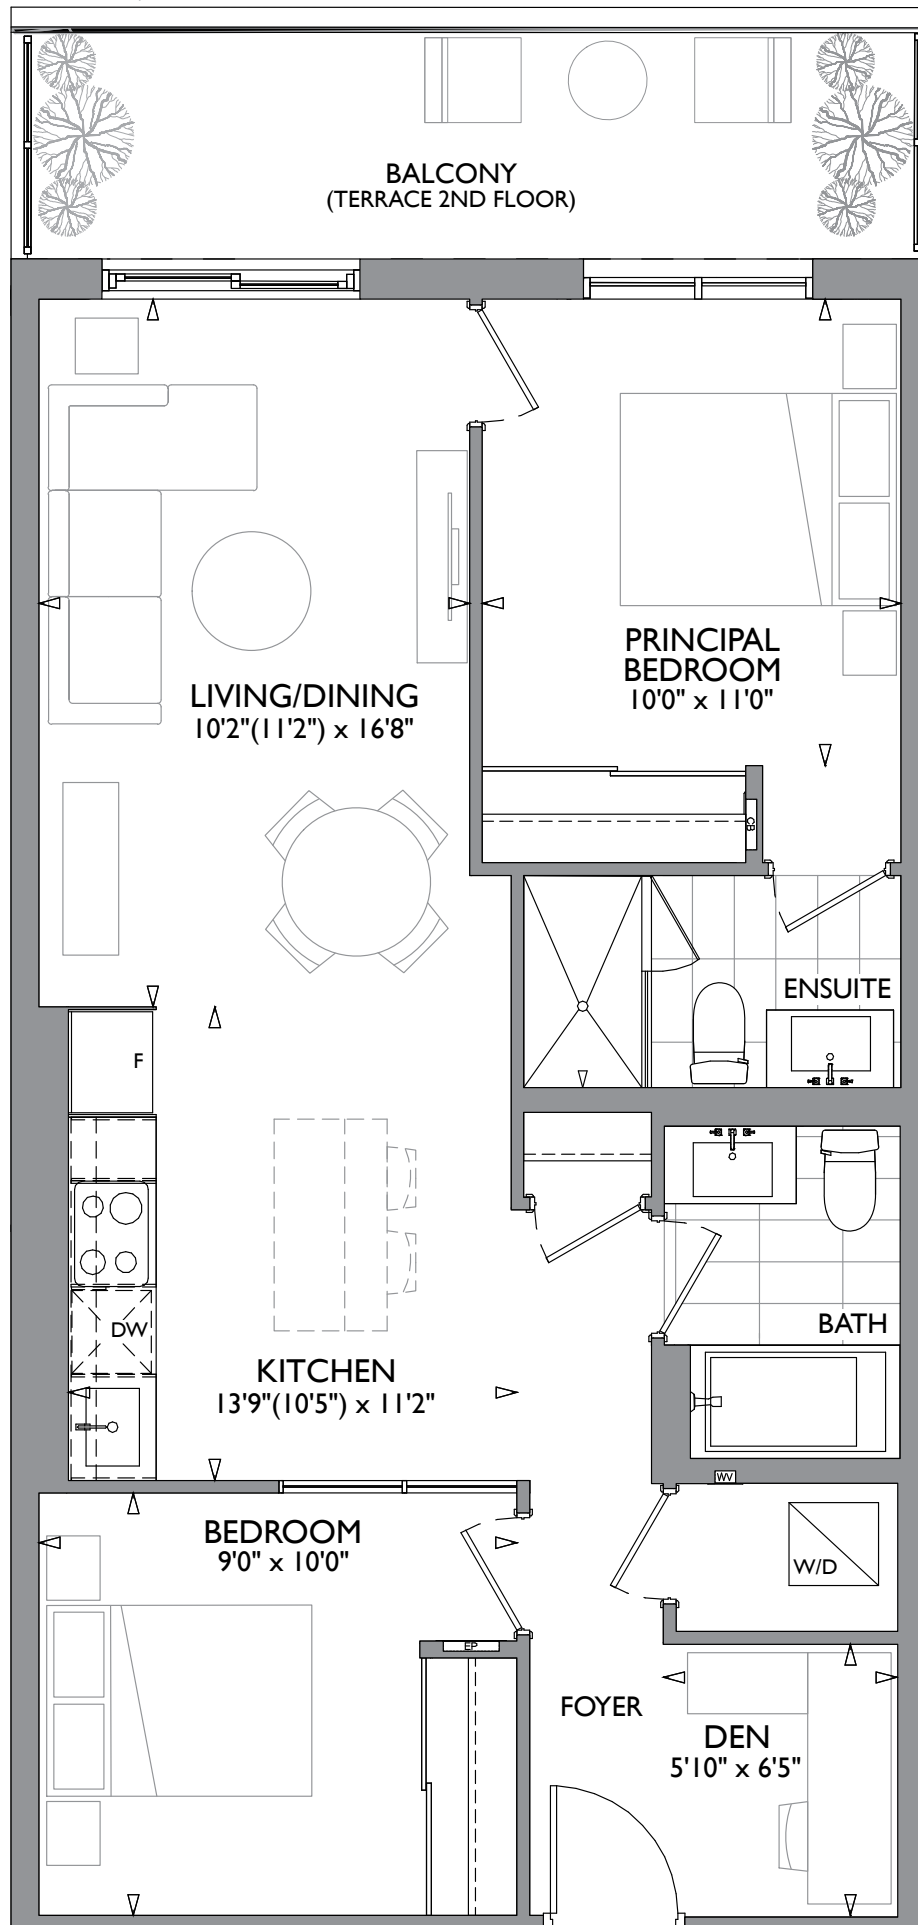 BALCONY
(TERRACE 2ND FLOOR)
PRINCIPAL
BEDROOM
10'0" x 11'0"
LIVING/DINING
10'2"(11'2") x 16'8"
CB
ENSUITE
F
DW
BATH
KITCHEN
13'9"(10'5") x 11'2"
WV
BEDROOM
9'0" x 10'0"
W/D
EP
FOYER
DEN
5'10" x 6'5"